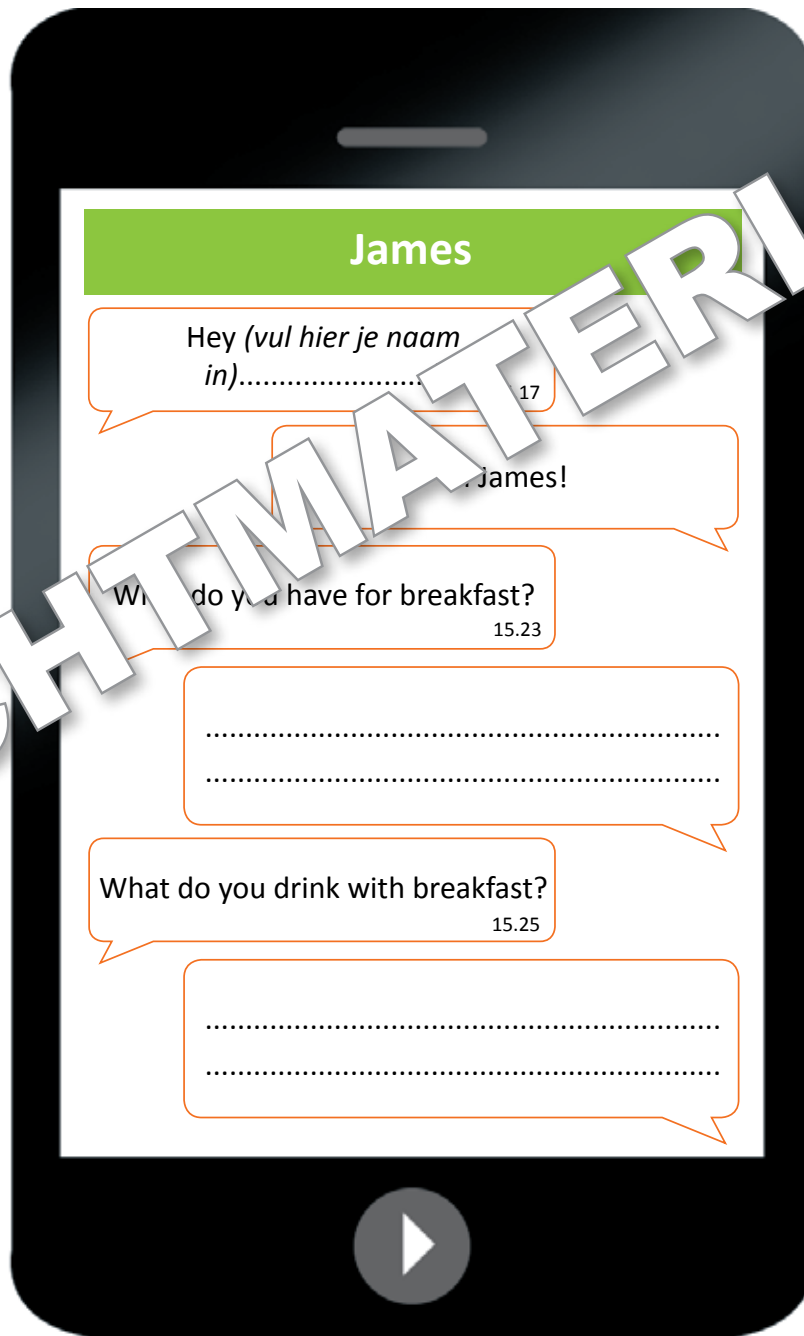 James
Hey (vul hier je naam
in)..........................
17
James!
do you have for breakfast?
15.23
................................................................
................................................................
What do you drink with breakfast?
15.25
................................................................
................................................................
CHTMATERI